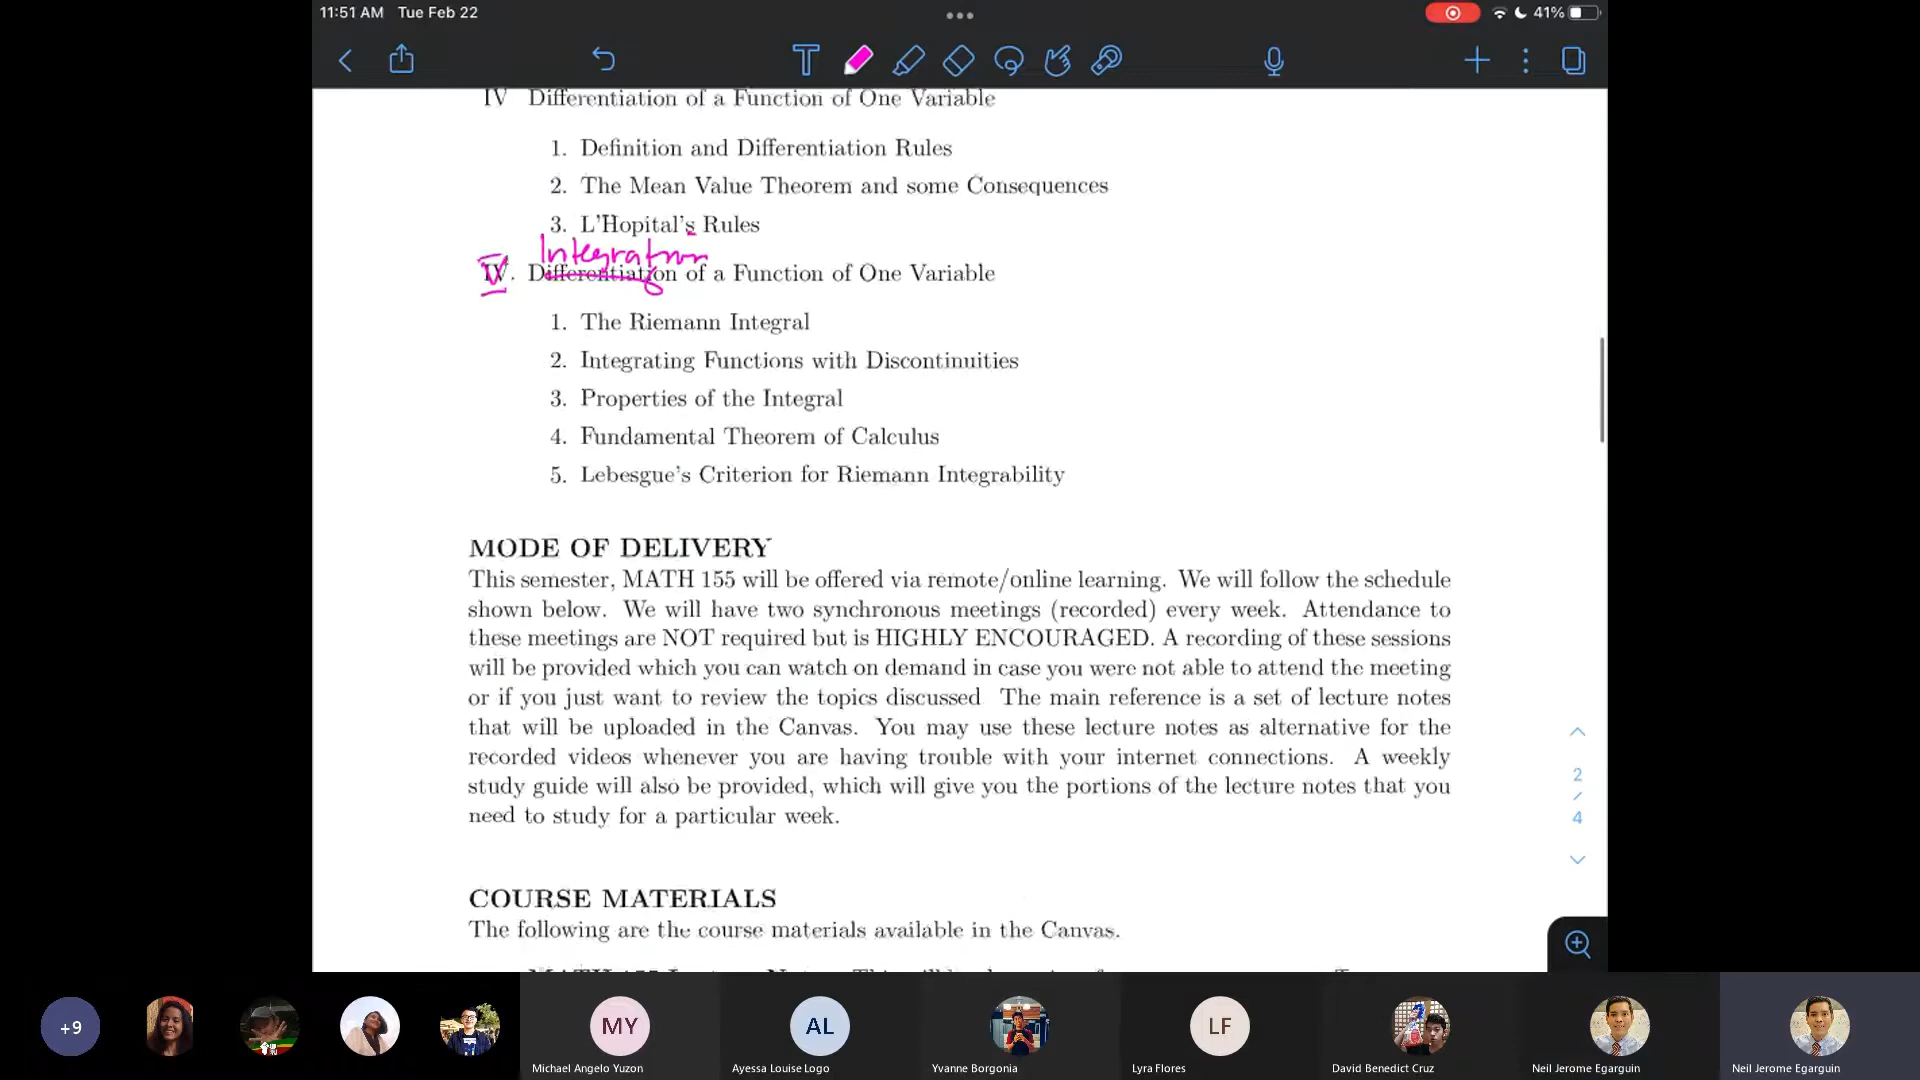 11:51 AM Tue Feb 22
41%
IV Differentiation of a Function of One Variable
1. Definition and Differentiation Rules
2. The Mean Value Theorem and some Consequences
3. L'Hopital's Rules
Integration
V
IV. Differentiation of a Function of One Variable
1. The Riemann Integral
2. Integrating Functions with Discontinuities
3. Properties of the Integral
4. Fundamental Theorem of Calculus
5. Lebesgue's Criterion for Riemann Integrability
MODE OF DELIVERY
This semester, MATH 155 will be offered via remote/online learning. We will follow the schedule
shown below. We will have two synchronous meetings (recorded) every week. Attendance to
these meetings are NOT required but is HIGHLY ENCOURAGED. A recording of these sessions
will be provided which you can watch on demand in case you were not able to attend the meeting
or if you just want to review the topics discussed The main reference is a set of lecture notes
that will be uploaded in the Canvas. You may use these lecture notes as alternative for the
recorded videos whenever you are having trouble with your internet connections. A weekly
study guide will also be provided, which will give you the portions of the lecture notes that you
need to study for a particular week.
2
/
4
COURSE MATERIALS
The following are the course materials available in the Canvas.
+9
MY
AL
LF
Michael Angelo Yuzon
Ayessa Louise Logo
Yvanne Borgonia
Lyra Flores
David Benedict Cruz
Neil Jerome Egarguin
Neil Jerome Egarguin